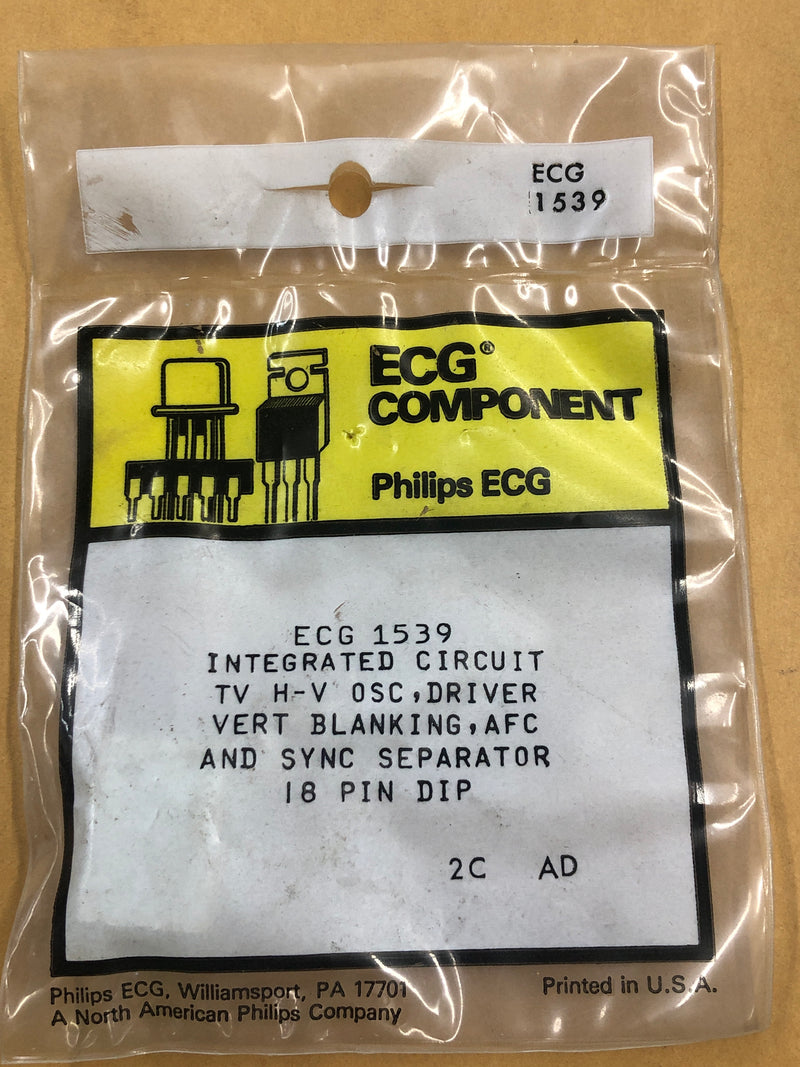 ECG
1539
ECG®
COMPONENT
Philips ECG
ECG 1539
INTEGRATED CIRCUIT
TV H-V OSC,DRIVER
VERT BLANKING,AFC
AND SYNC SEPARATOR
18 PIN DIP
2C AD
Philips ECG, Williamsport, PA 17701
A North American Philips Company
Printed in U.S.A.